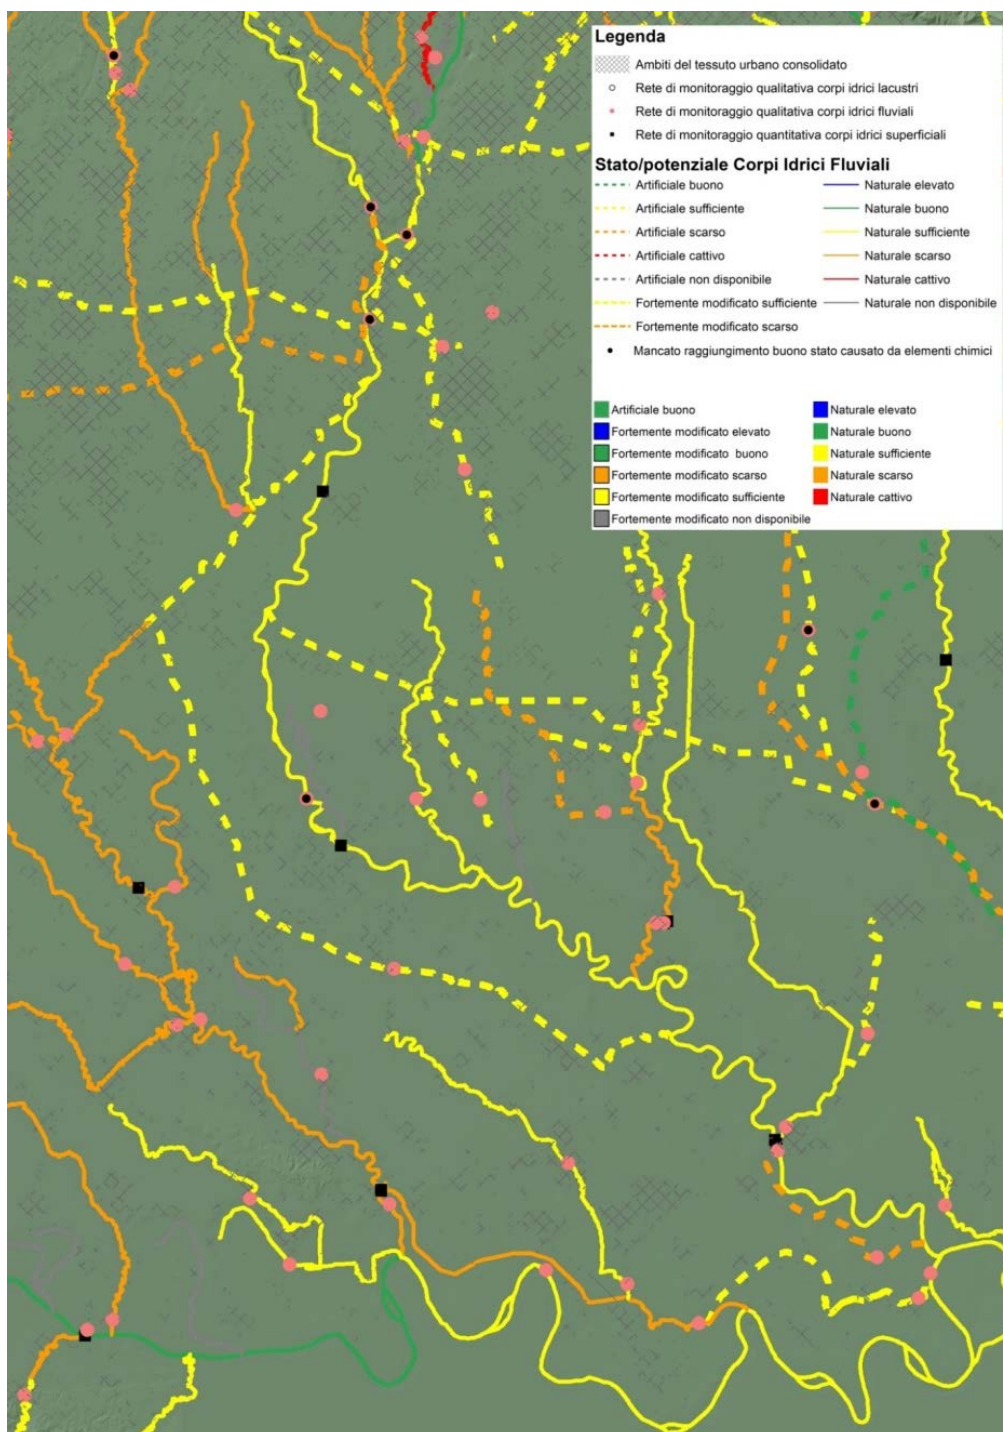 Legenda
Ambiti del tessuto urbano consolidato
Rete di monitoraggio qualitativa corpi idrici lacustri
Rete di monitoraggio qualitativa corpi idrici fluviali
Rete di monitoraggio quantitativa corpi idrici superficiali
Stato/potenziale Corpi Idrici Fluviali
Artificiale buono
Artificiale sufficiente
Artificiale scarso
Artificiale cattivo
Artificiale non disponibile
Fortemente modificato sufficiente
Fortemente modificato scarso
Naturale elevato
Naturale buono
Naturale sufficiente
Naturale scarso
Naturale cattivo
Naturale non disponibile
Mancato raggiungimento buono stato causato da elementi chimici
Artificiale buono
Fortemente modificato elevato
Fortemente modificato buono
Fortemente modificato scarso
Fortemente modificato sufficiente
Fortemente modificato non disponibile
Naturale elevato
Naturale buono
Naturale sufficiente
Naturale scarso
Naturale cattivo